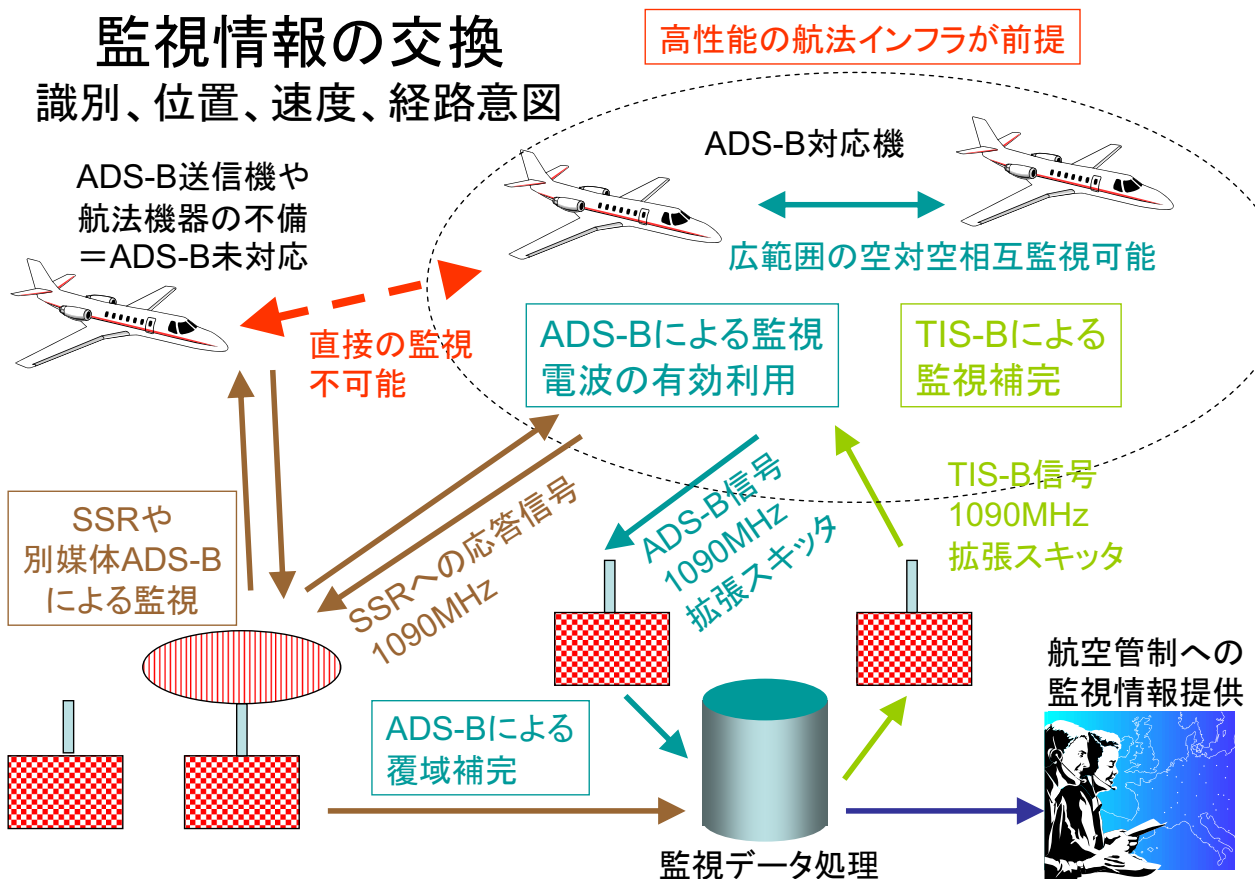 監視情報の交換
識別、位置、速度、経路意図
高性能の航法インフラが前提
ADS-B送信機や
航法機器の不備
＝ADS-B未対応
ADS-B対応機
広範囲の空対空相互監視可能
直接の監視
不可能
ADS-Bによる監視
電波の有効利用
TIS-Bによる
監視補完
SSRや
別媒体ADS-B
による監視
SSRへの応答信号
1090MHz
ADS-B信号
1090MHz
拡張スキッタ
TIS-B信号
1090MHz
拡張スキッタ
ADS-Bによる
覆域補完
監視データ処理
航空管制への
監視情報提供